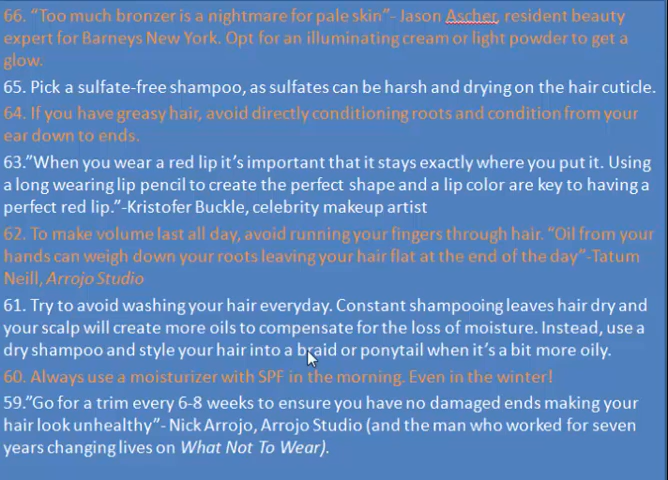 66. “Too much bronzer is a nightmare for pale skin”- Jason Ascher, resident beauty
expert for Barneys New York. Opt for an illuminating cream or light powder to get a
glow.
65. Pick a sulfate-free shampoo, as sulfates can be harsh and drying on the hair cuticle.
64. If you have greasy hair, avoid directly conditioning roots and condition from your
ear down to ends.
63.”When you wear a red lip it’s important that it stays exactly where you put it. Using
a long wearing lip pencil to create the perfect shape and a lip color are key to having a
perfect red lip.”-Kristofer Buckle, celebrity makeup artist
62. To make volume last all day, avoid running your fingers through hair. “Oil from your
hands can weigh down your roots leaving your hair flat at the end of the day”-Tatum
Neill, Arrojo Studio
61. Try to avoid washing your hair everyday. Constant shampooing leaves hair dry and
your scalp will create more oils to compensate for the loss of moisture. Instead, use a
dry shampoo and style your hair into a braid or ponytail when it’s a bit more oily.
60. Always use a moisturizer with SPF in the morning. Even in the winter!
59.”Go for a trim every 6-8 weeks to ensure you have no damaged ends making your
hair look unhealthy”- Nick Arrojo, Arrojo Studio (and the man who worked for seven
years changing lives on What Not To Wear).